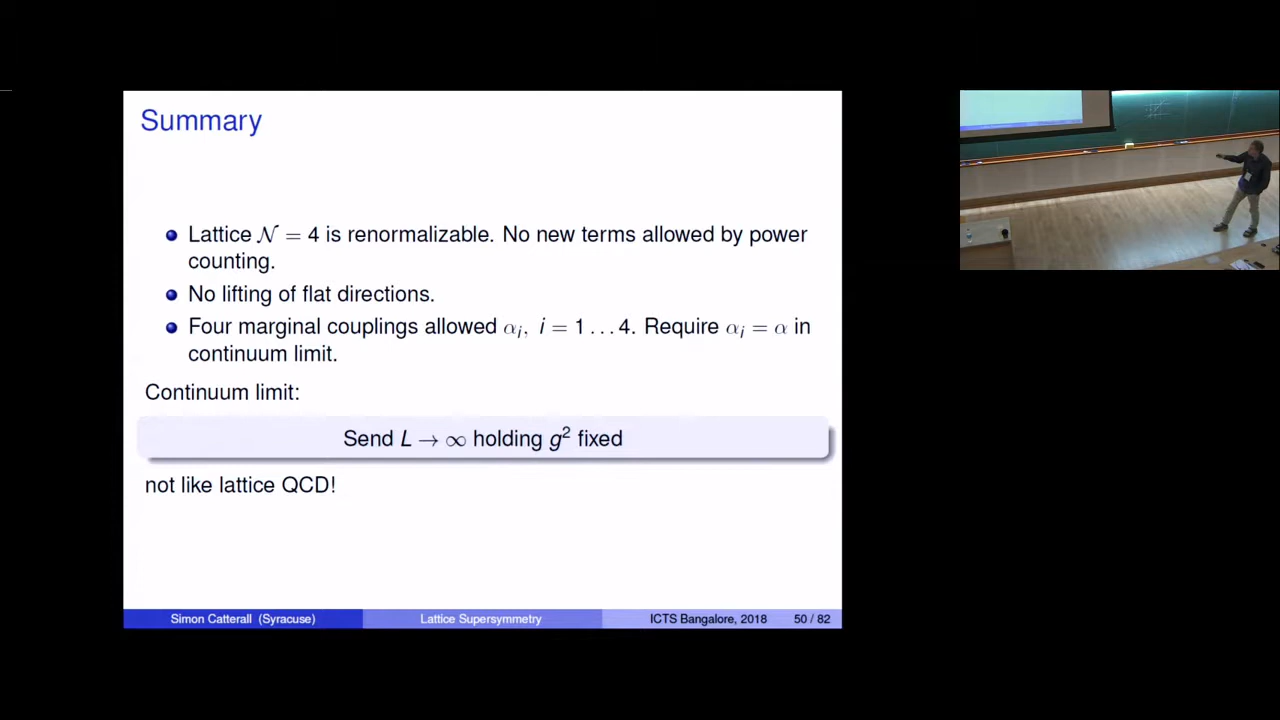 Summary
Lattice 𝒩 = 4 is renormalizable. No new terms allowed by power
counting.
No lifting of flat directions.
Four marginal couplings allowed αᵢ, i = 1 … 4. Require αᵢ = α in
continuum limit.
Continuum limit:
Send L → ∞ holding g² fixed
not like lattice QCD!
Simon Catterall (Syracuse) Lattice Supersymmetry ICTS Bangalore, 2018 50 / 82